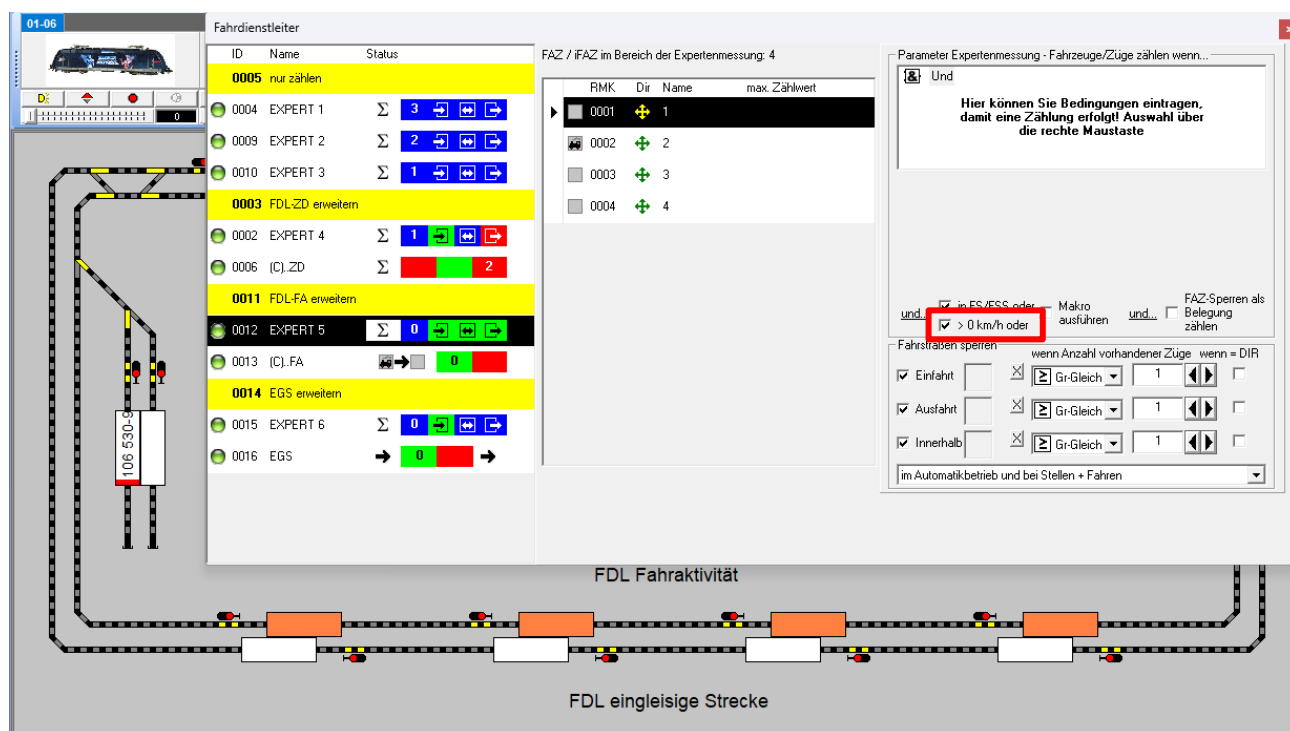 01-06
Fahrdienstleiter
ID Name Status
0005 nur zählen
0004 EXPERT 1 Σ 3
0009 EXPERT 2 Σ 2
0010 EXPERT 3 Σ 1
0003 FDL-ZD erweitern
0002 EXPERT 4 Σ 1
0006 (C)..ZD Σ 2
0011 FDL-FA erweitern
0012 EXPERT 5 Σ 0
0013 (C)..FA 0
0014 EGS erweitern
0015 EXPERT 6 Σ 0
0016 EGS 0
FAZ / iFAZ im Bereich der Expertenmessung: 4
RMK Dir Name max. Zählwert
0001 1
0002 2
0003 3
0004 4
Parameter Expertenmessung - Fahrzeuge/Züge zählen wenn...
& Und
Hier können Sie Bedingungen eintragen,
damit eine Zählung erfolgt! Auswahl über
die rechte Maustaste
und... in FS/FSS oder
> 0 km/h oder
Makro
ausführen
und...
FAZ-Sperren als
Belegung
zählen
Fahrstraßen sperren
wenn Anzahl vorhandener Züge wenn = DIR
Einfahrt X ≥ Gr-Gleich 1
Ausfahrt X ≥ Gr-Gleich 1
Innerhalb X ≥ Gr-Gleich 1
im Automatikbetrieb und bei Stellen + Fahren
0
106 530-9
FDL Fahraktivität
FDL eingleisige Strecke